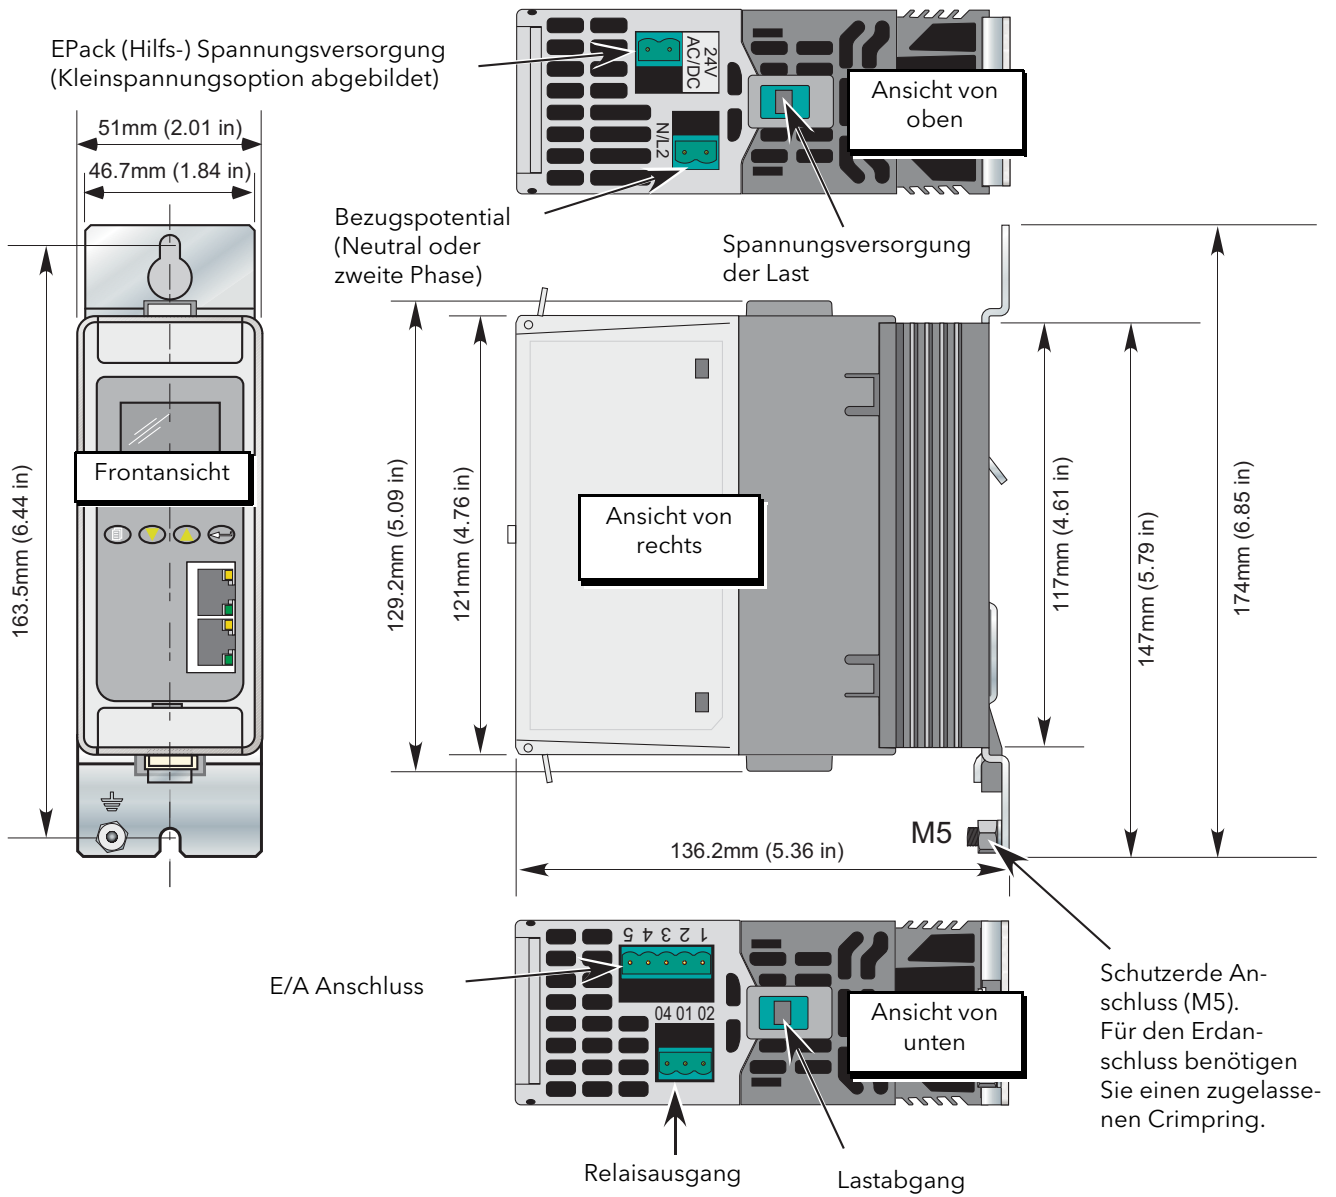 EPack (Hilfs-) Spannungsversorgung
(Kleinspannungsoption abgebildet)
24V
AC/DC
N/L2
Ansicht von
oben
51mm (2.01 in)
46.7mm (1.84 in)
Bezugspotential
(Neutral oder
zweite Phase)
Spannungsversorgung
der Last
Frontansicht
163.5mm (6.44 in)
129.2mm (5.09 in)
121mm (4.76 in)
Ansicht von
rechts
117mm (4.61 in)
147mm (5.79 in)
174mm (6.85 in)
M5
136.2mm (5.36 in)
E/A Anschluss
5 4 3 2 1
04 01 02
Ansicht von
unten
Schutzerde An-
schluss (M5).
Für den Erdan-
schluss benötigen
Sie einen zugelasse-
nen Crimpring.
Relaisausgang
Lastabgang